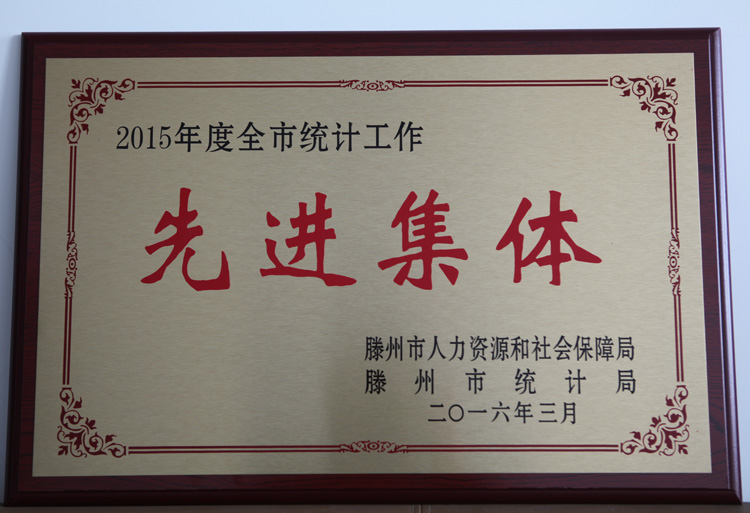 2015年度全市统计工作
先进集体
滕州市人力资源和社会保障局
滕州市统计局
二〇一六年三月